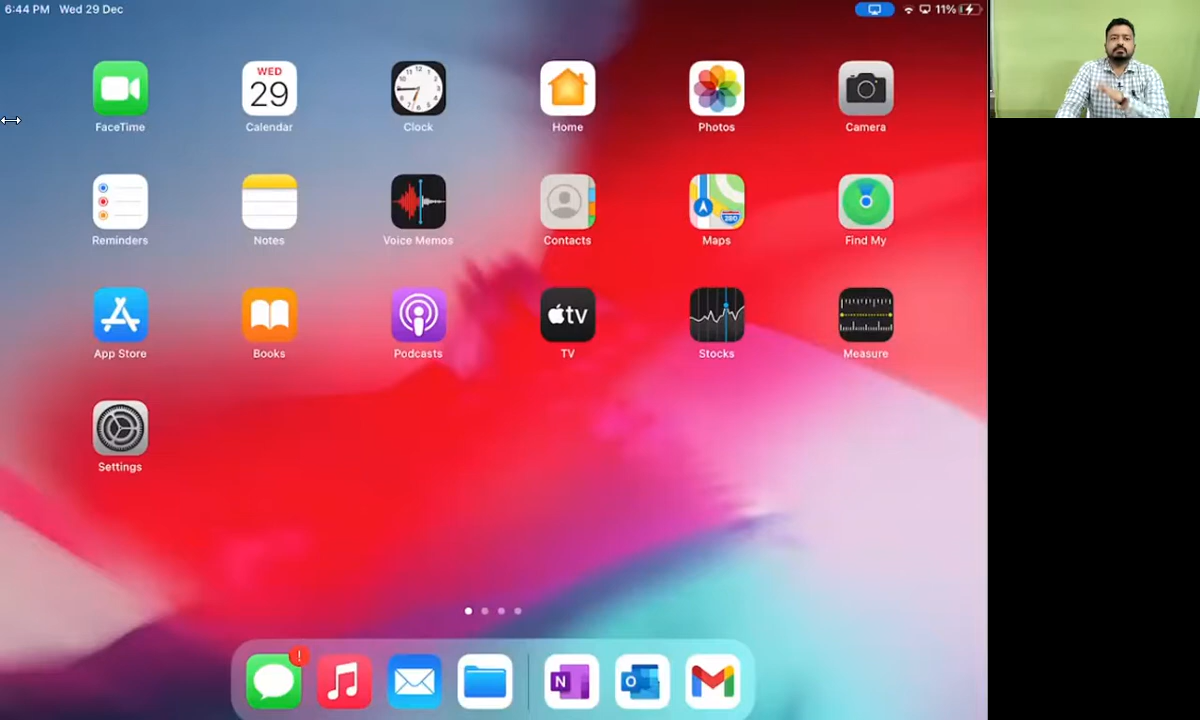 6:44 PM Wed 29 Dec
11%
WED
29
FaceTime
Calendar
Clock
Home
Photos
Camera
280
Reminders
Notes
Voice Memos
Contacts
Maps
Find My
tv
App Store
Books
Podcasts
TV
Stocks
Measure
Settings
!
N
O